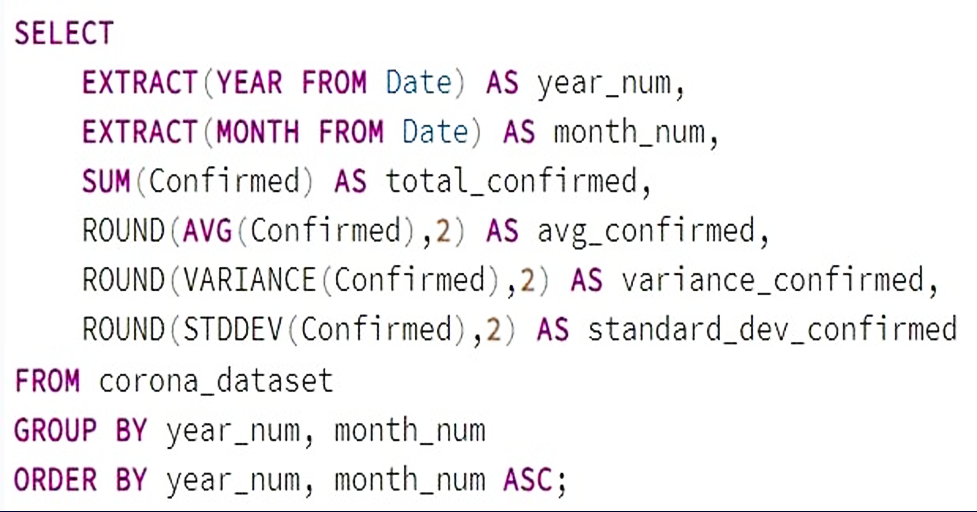 SELECT
EXTRACT(YEAR FROM Date) AS year_num,
EXTRACT(MONTH FROM Date) AS month_num,
SUM(Confirmed) AS total_confirmed,
ROUND(AVG(Confirmed),2) AS avg_confirmed,
ROUND(VARIANCE(Confirmed),2) AS variance_confirmed,
ROUND(STDDEV(Confirmed),2) AS standard_dev_confirmed
FROM corona_dataset
GROUP BY year_num, month_num
ORDER BY year_num, month_num ASC;